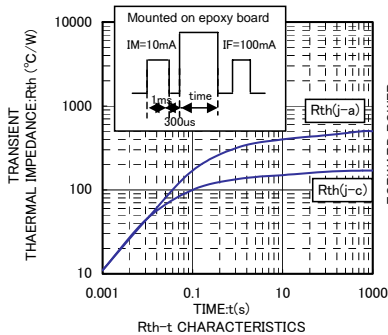 Mounted on epoxy board
IM=10mA
IF=100mA
1ms
time
300us
TRANSIENT
THAERMAL IMPEDANCE:Rth (℃/W)
10000
1000
100
10
Rth(j-a)
Rth(j-c)
0.001
0.1
10
1000
TIME:t(s)
Rth-t CHARACTERISTICS